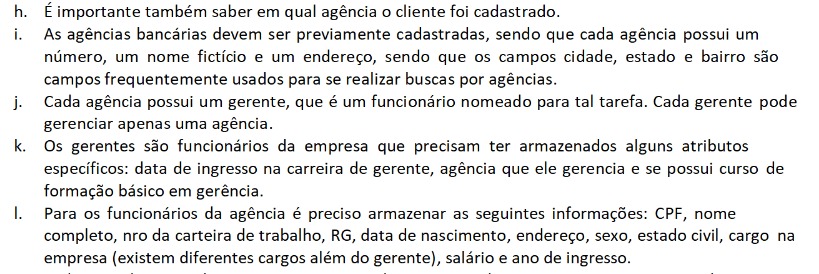 h. É importante também saber em qual agência o cliente foi cadastrado.
i. As agências bancárias devem ser previamente cadastradas, sendo que cada agência possui um
número, um nome fictício e um endereço, sendo que os campos cidade, estado e bairro são
campos frequentemente usados para se realizar buscas por agências.
j. Cada agência possui um gerente, que é um funcionário nomeado para tal tarefa. Cada gerente pode
gerenciar apenas uma agência.
k. Os gerentes são funcionários da empresa que precisam ter armazenados alguns atributos
específicos: data de ingresso na carreira de gerente, agência que ele gerencia e se possui curso de
formação básico em gerência.
l. Para os funcionários da agência é preciso armazenar as seguintes informações: CPF, nome
completo, nro da carteira de trabalho, RG, data de nascimento, endereço, sexo, estado civil, cargo na
empresa (existem diferentes cargos além do gerente), salário e ano de ingresso.